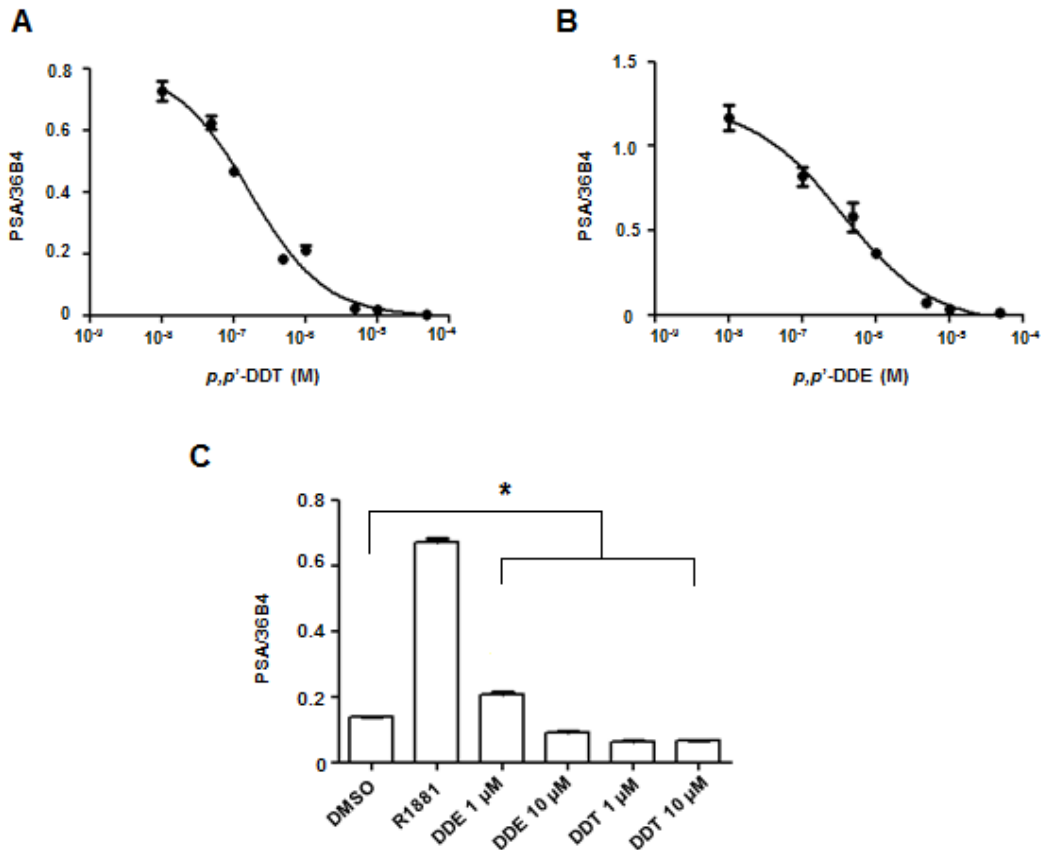 A
0.8
0.6
0.4
0.2
0
PSA/36B4
10⁻⁹ 10⁻⁸ 10⁻⁷ 10⁻⁶ 10⁻⁵ 10⁻⁴
p,p'-DDT (M)
B
1.5
1.0
0.5
0
PSA/36B4
10⁻⁹ 10⁻⁸ 10⁻⁷ 10⁻⁶ 10⁻⁵ 10⁻⁴
p,p'-DDE (M)
C
*
0.8
0.6
0.4
0.2
0
PSA/36B4
DMSO
R1881
DDE 1 µM
DDE 10 µM
DDT 1 µM
DDT 10 µM